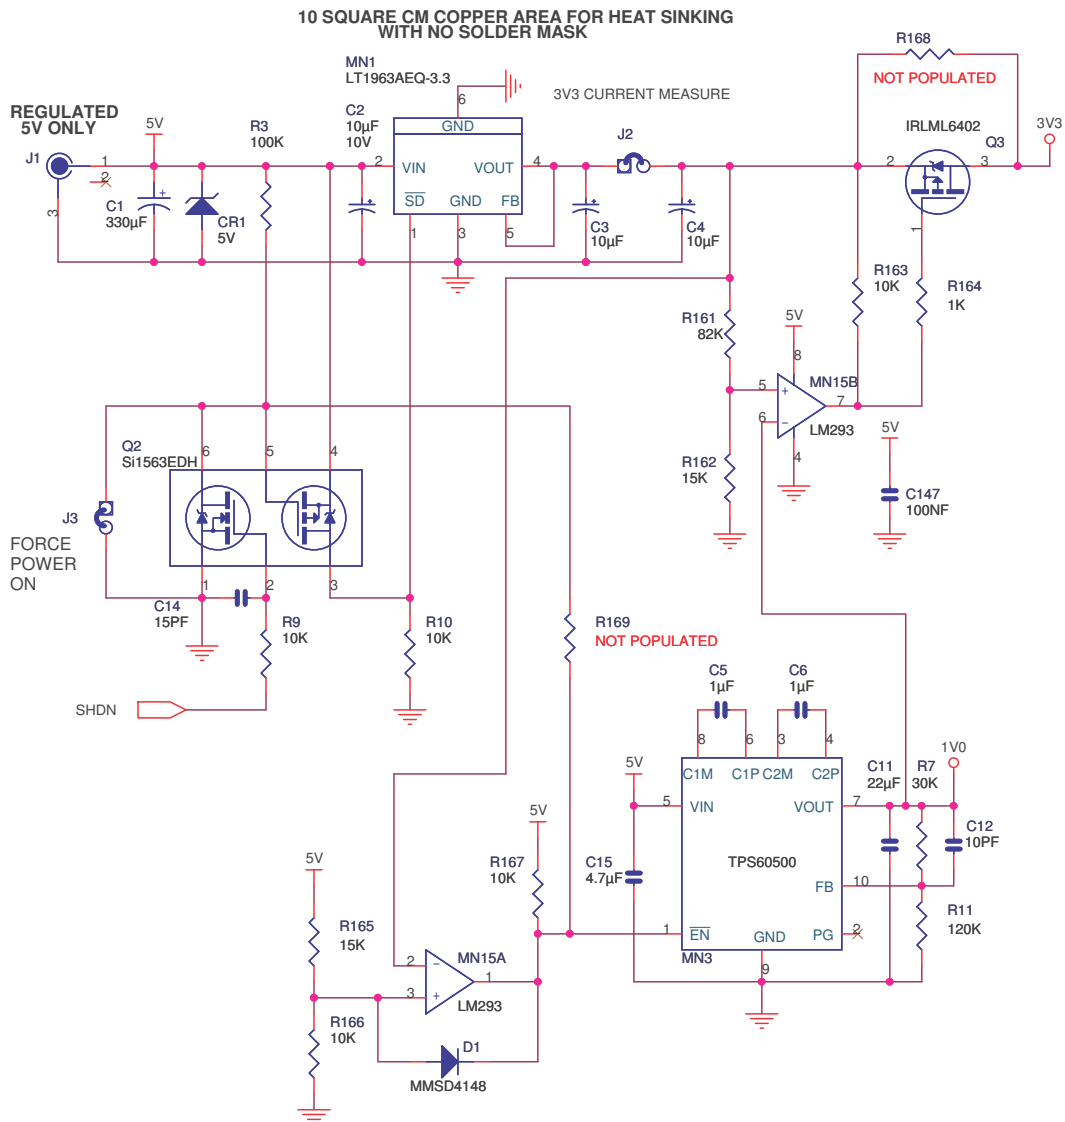 10 SQUARE CM COPPER AREA FOR HEAT SINKING
WITH NO SOLDER MASK
R168
NOT POPULATED
MN1
LT1963AEQ-3.3
6
GND
3V3 CURRENT MEASURE
REGULATED
5V ONLY
5V
R3
100K
C2
10µF
10V
J2
IRLML6402
Q3
3V3
J1
1
2
3
2
VIN
VOUT
4
SD
GND
FB
1
3
5
2
3
1
C1
330µF
+
CR1
5V
+
+
C3
10µF
+
C4
10µF
R163
10K
R164
1K
R161
82K
5V
8
5
+
MN15B
7
6
−
LM293
4
5V
C147
100NF
R162
15K
Q2
Si1563EDH
6
5
4
J3
FORCE
POWER
ON
1
2
3
C14
15PF
R9
10K
R10
10K
R169
NOT POPULATED
SHDN
C5
1µF
C6
1µF
8
6
3
4
C1M
C1P
C2M
C2P
5V
5
VIN
VOUT
7
C11
22µF
R7
30K
1V0
C12
10PF
TPS60500
C15
4.7µF
FB
10
R11
120K
1
EN
GND
PG
2
MN3
9
5V
R167
10K
5V
R165
15K
2
−
MN15A
1
3
+
LM293
R166
10K
D1
MMSD4148